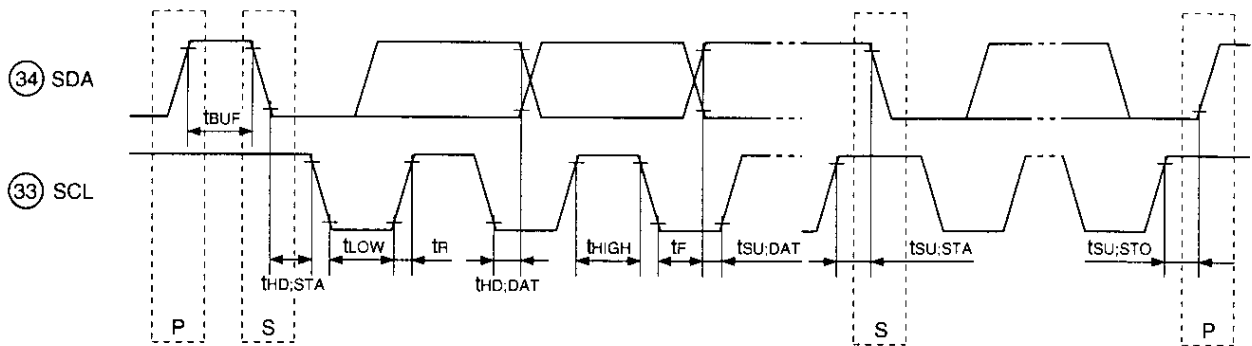 34 SDA
tBUF
33 SCL
tLOW tR tHIGH tF tSU;DAT tSU;STA tSU;STO
tHD;STA tHD;DAT
P S S P